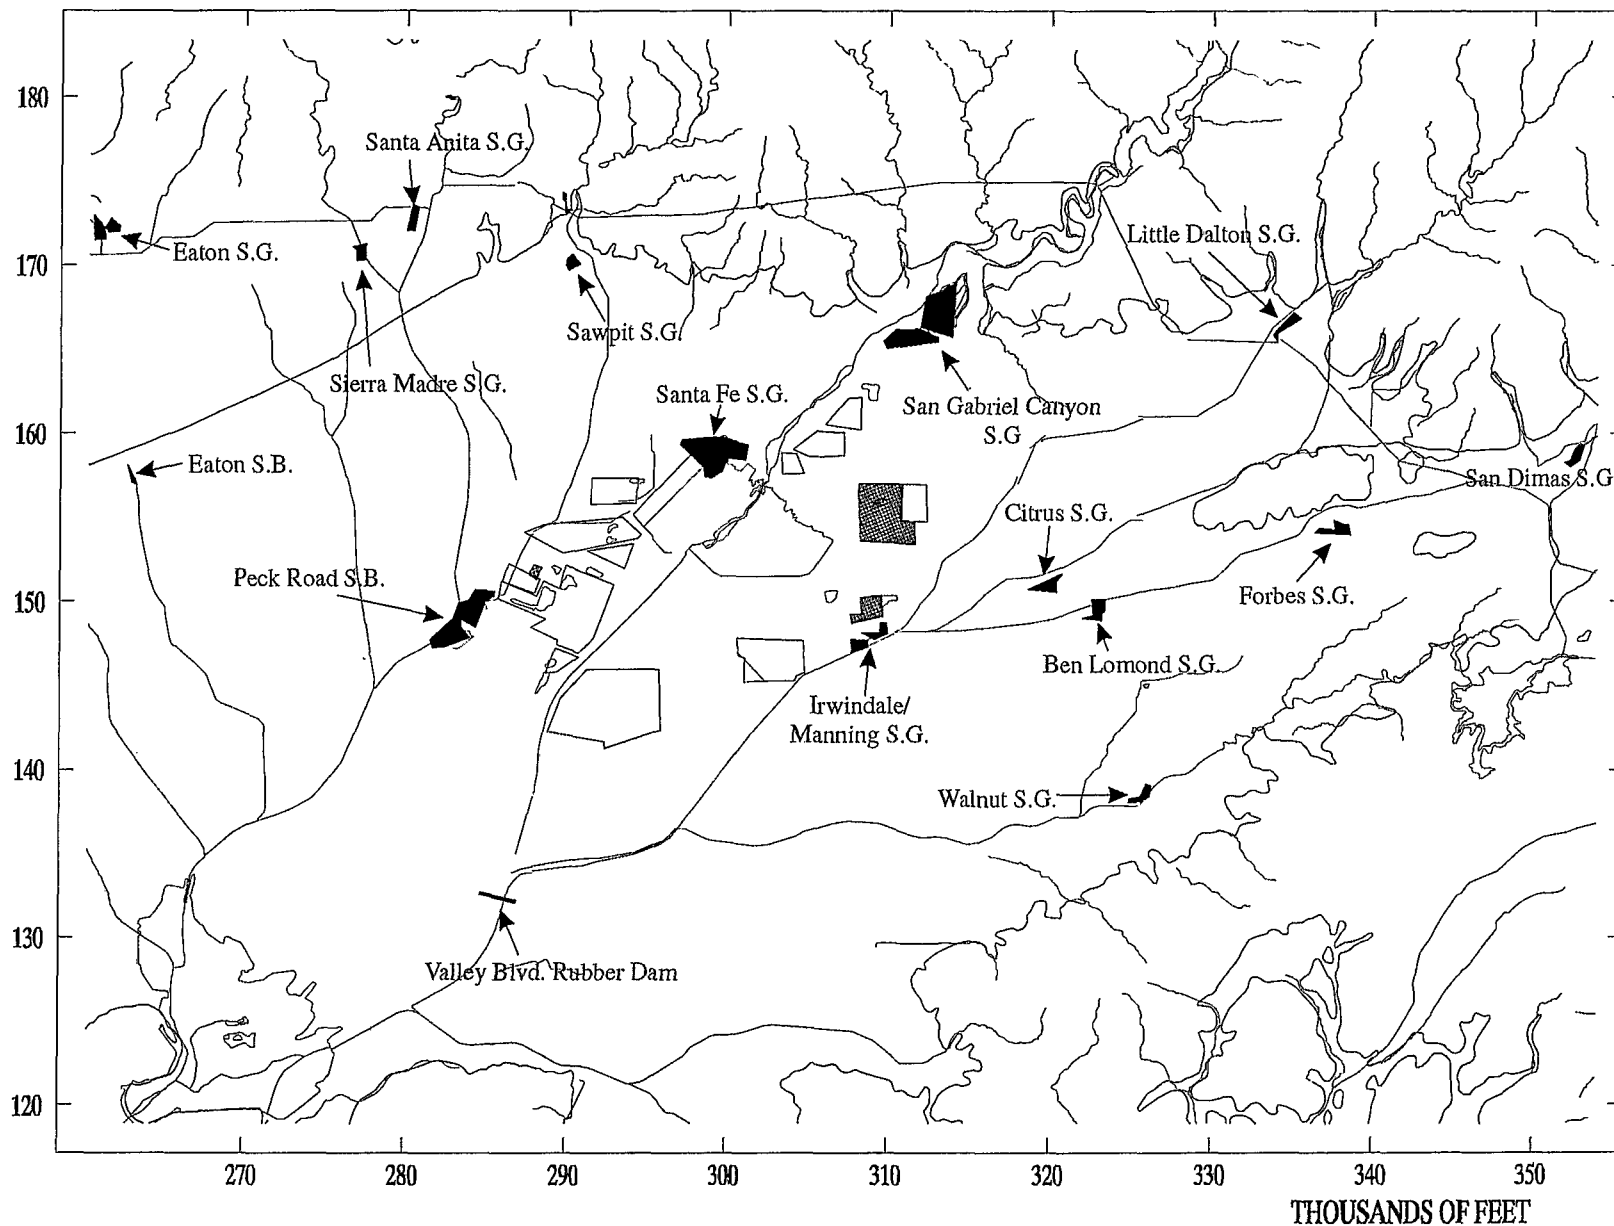 180
Santa Anita S.G.
Eaton S.G.
Little Dalton S.G.
170
Sawpit S.G.
Sierra Madre S.G.
Santa Fe S.G.
San Gabriel Canyon
S.G
160
Eaton S.B.
San Dimas S.G
Citrus S.G.
Peck Road S.B.
150
Forbes S.G.
Ben Lomond S.G.
Irwindale/
Manning S.G.
140
Walnut S.G.
130
Valley Blvd. Rubber Dam
120
270
280
290
300
310
320
330
340
350
THOUSANDS OF FEET